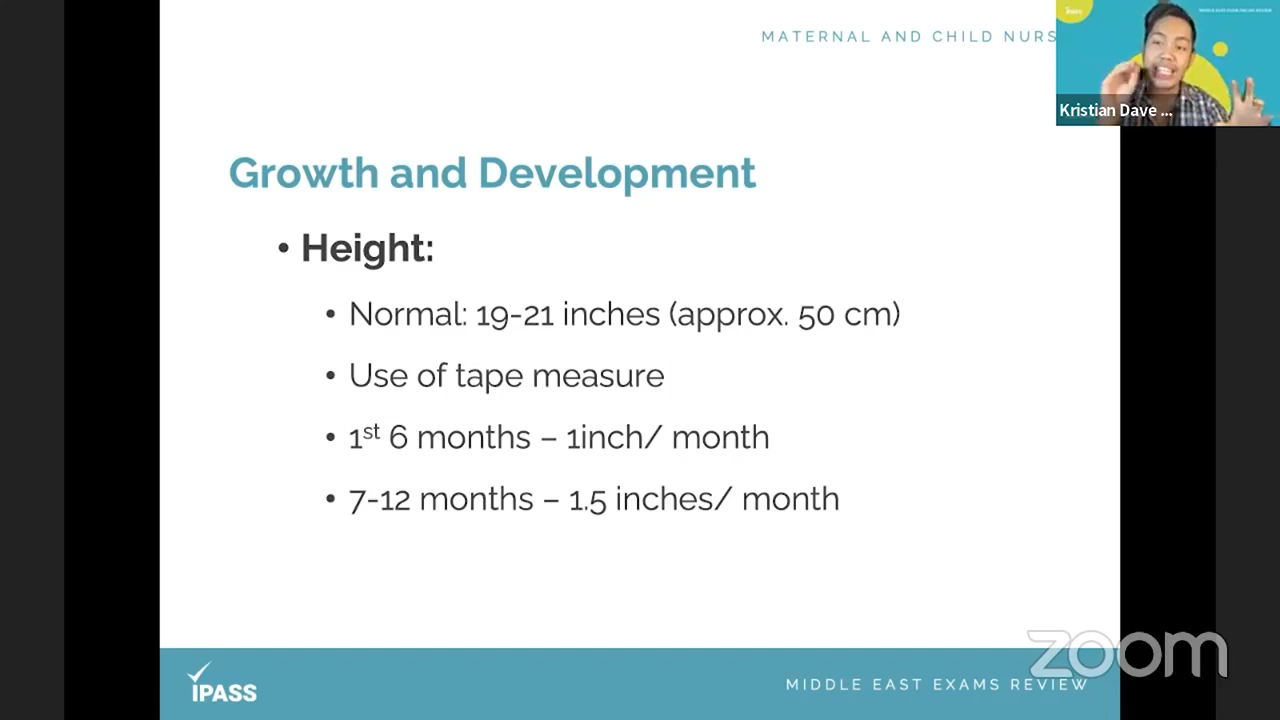 MATERNAL AND CHILD NURS
Kristian Dave ...
Growth and Development
• Height:
• Normal: 19-21 inches (approx. 50 cm)
• Use of tape measure
• 1st 6 months – 1inch/ month
• 7-12 months – 1.5 inches/ month
zoom
iPASS
MIDDLE EAST EXAMS REVIEW